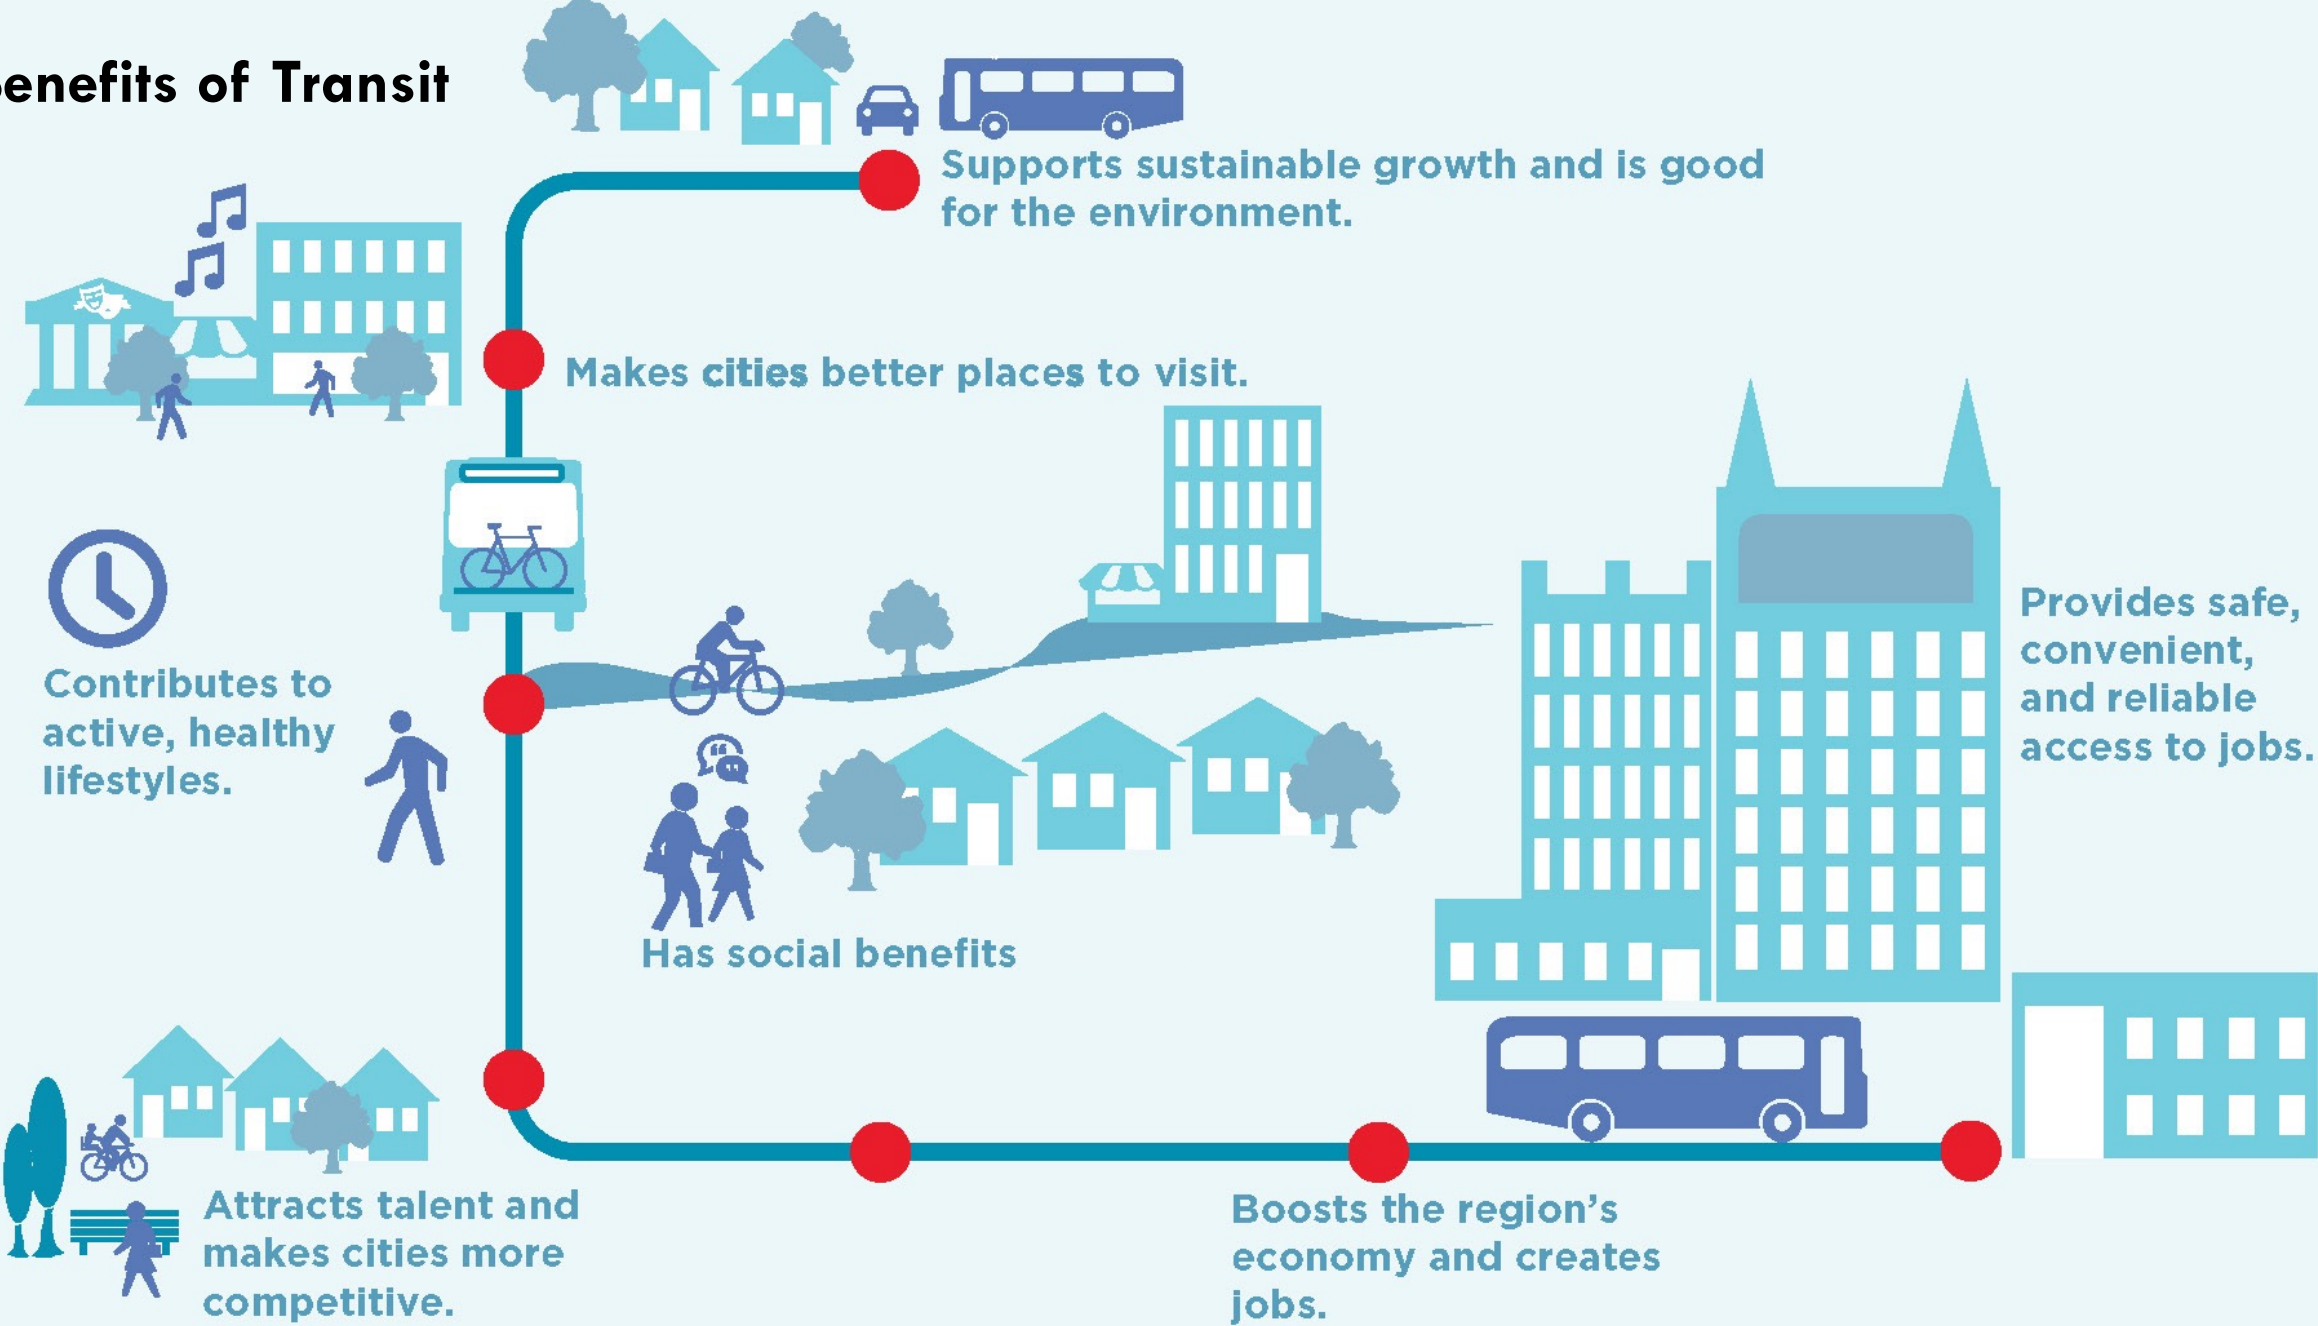 enefits of Transit
Supports sustainable growth and is good
for the environment.
Makes cities better places to visit.
Contributes to
active, healthy
lifestyles.
Provides safe,
convenient,
and reliable
access to jobs.
Has social benefits
Attracts talent and
makes cities more
competitive.
Boosts the region's
economy and creates
jobs.